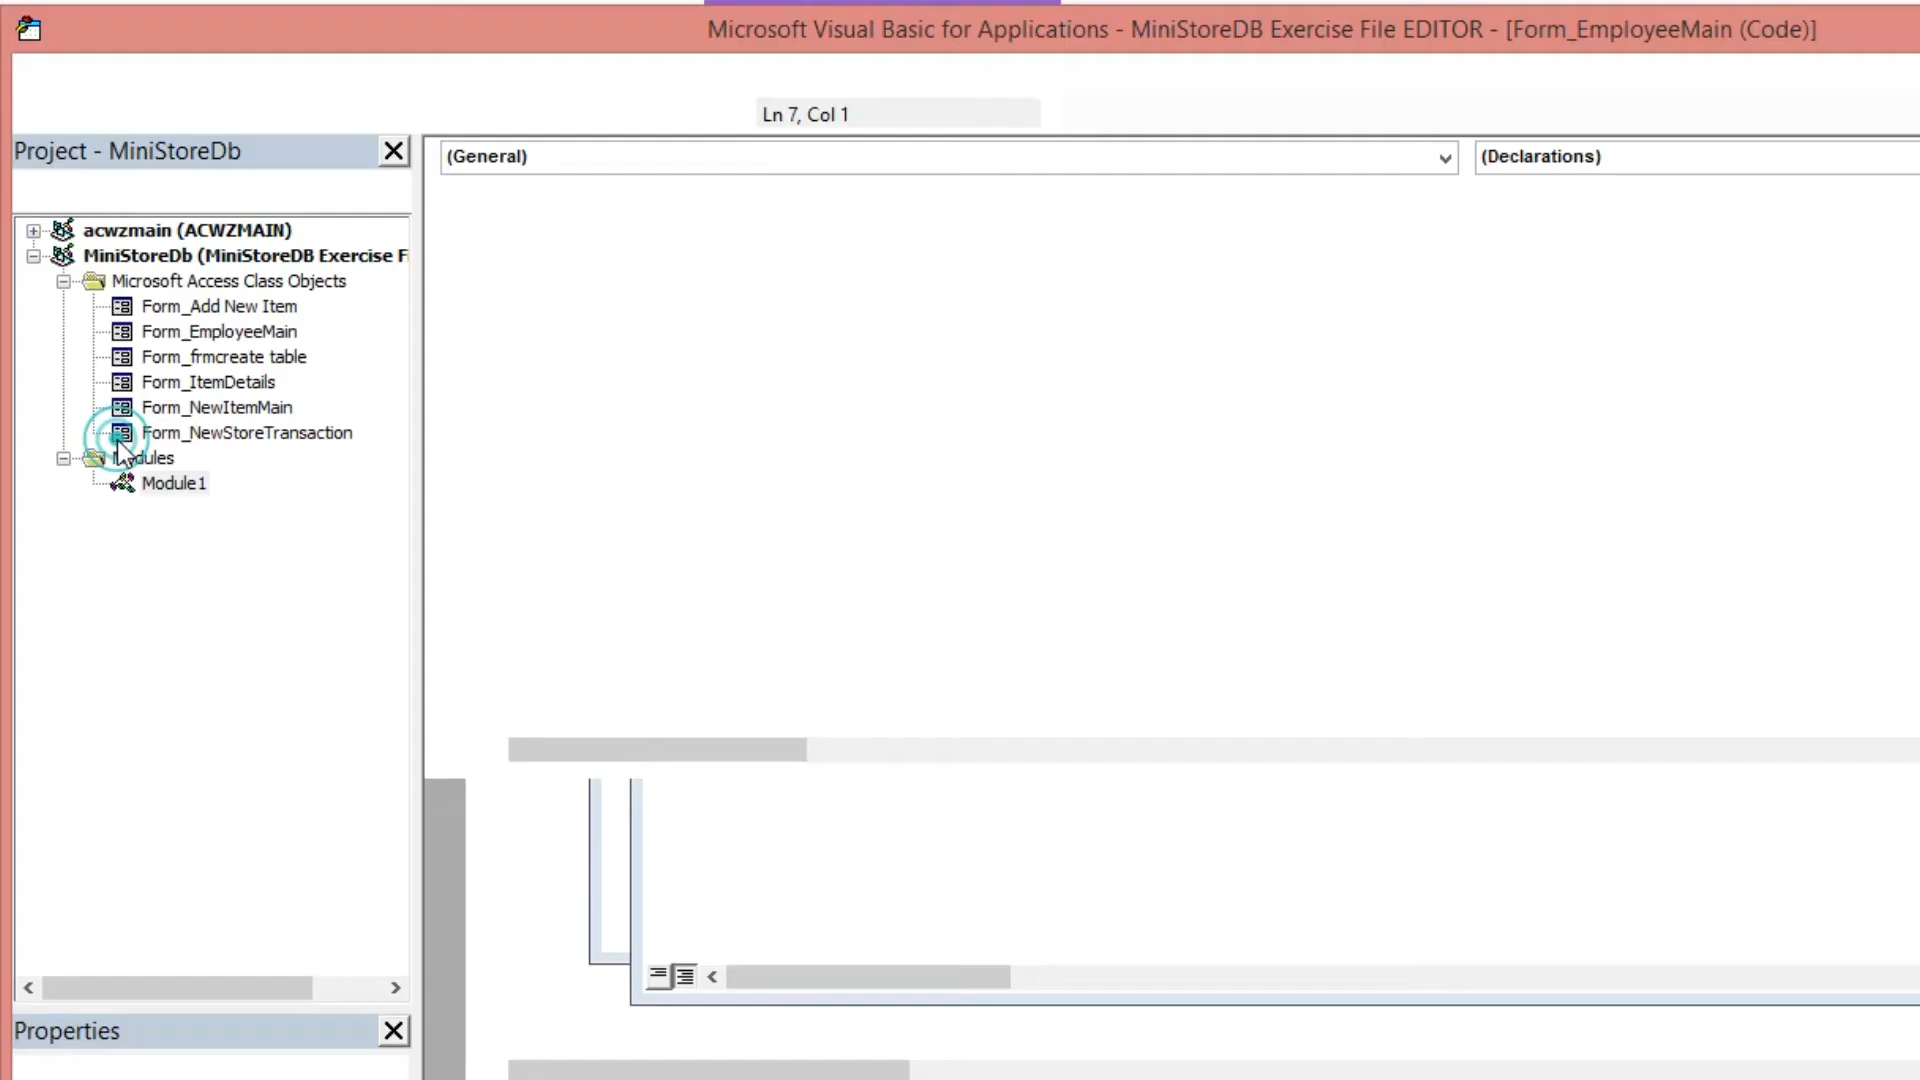 Microsoft Visual Basic for Applications - MiniStoreDB Exercise File EDITOR - [Form_EmployeeMain (Code)]
Ln 7, Col 1
Project - MiniStoreDb
(General)
(Declarations)
acwzmain (ACWZMAIN)
MiniStoreDb (MiniStoreDB Exercise Fi
Microsoft Access Class Objects
Form_Add New Item
Form_EmployeeMain
Form_frmcreate table
Form_ItemDetails
Form_NewItemMain
Form_NewStoreTransaction
Modules
Module1
Properties